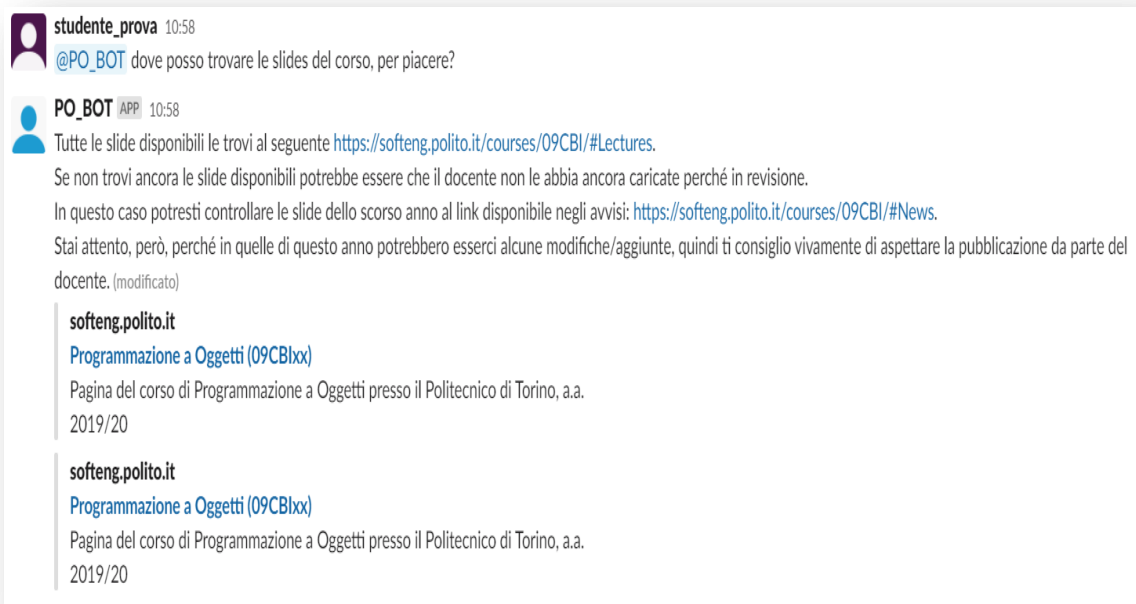 studente_prova 10:58
@PO_BOT dove posso trovare le slides del corso, per piacere?
PO_BOT APP 10:58
Tutte le slide disponibili le trovi al seguente https://softeng.polito.it/courses/09CBI/#Lectures.
Se non trovi ancora le slide disponibili potrebbe essere che il docente non le abbia ancora caricate perché in revisione.
In questo caso potresti controllare le slide dello scorso anno al link disponibile negli avvisi: https://softeng.polito.it/courses/09CBI/#News.
Stai attento, però, perché in quelle di questo anno potrebbero esserci alcune modifiche/aggiunte, quindi ti consiglio vivamente di aspettare la pubblicazione da parte del
docente. (modificato)
softeng.polito.it
Programmazione a Oggetti (09CBIxx)
Pagina del corso di Programmazione a Oggetti presso il Politecnico di Torino, a.a.
2019/20
softeng.polito.it
Programmazione a Oggetti (09CBIxx)
Pagina del corso di Programmazione a Oggetti presso il Politecnico di Torino, a.a.
2019/20